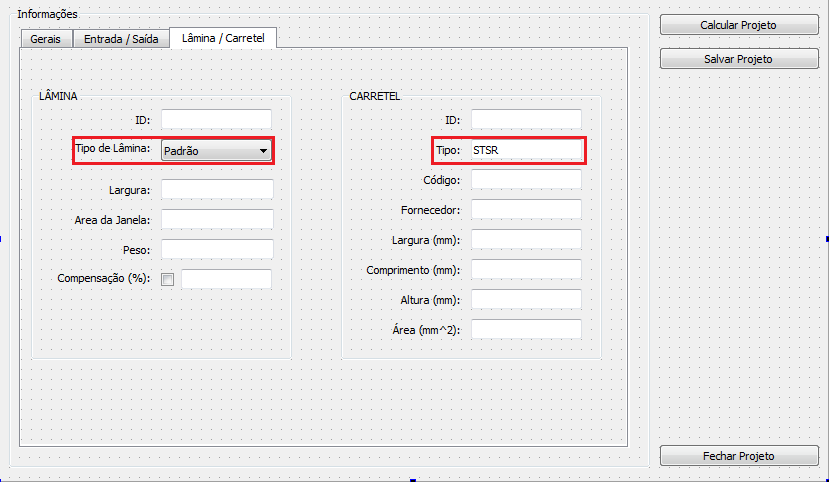 Informações
Gerais
Entrada / Saída
Lâmina / Carretel
LÂMINA
ID:
Tipo de Lâmina:
Padrão
Largura:
Area da Janela:
Peso:
Compensação (%):
CARRETEL
ID:
Tipo:
STSR
Código:
Fornecedor:
Largura (mm):
Comprimento (mm):
Altura (mm):
Área (mm^2):
Calcular Projeto
Salvar Projeto
Fechar Projeto